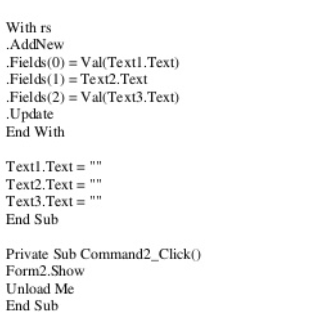 With rs
.AddNew
.Fields(0) = Val(Text1.Text)
.Fields(1) = Text2.Text
.Fields(2) = Val(Text3.Text)
.Update
End With
Text1.Text = ""
Text2.Text = ""
Text3.Text = ""
End Sub
Private Sub Command2_Click()
Form2.Show
Unload Me
End Sub